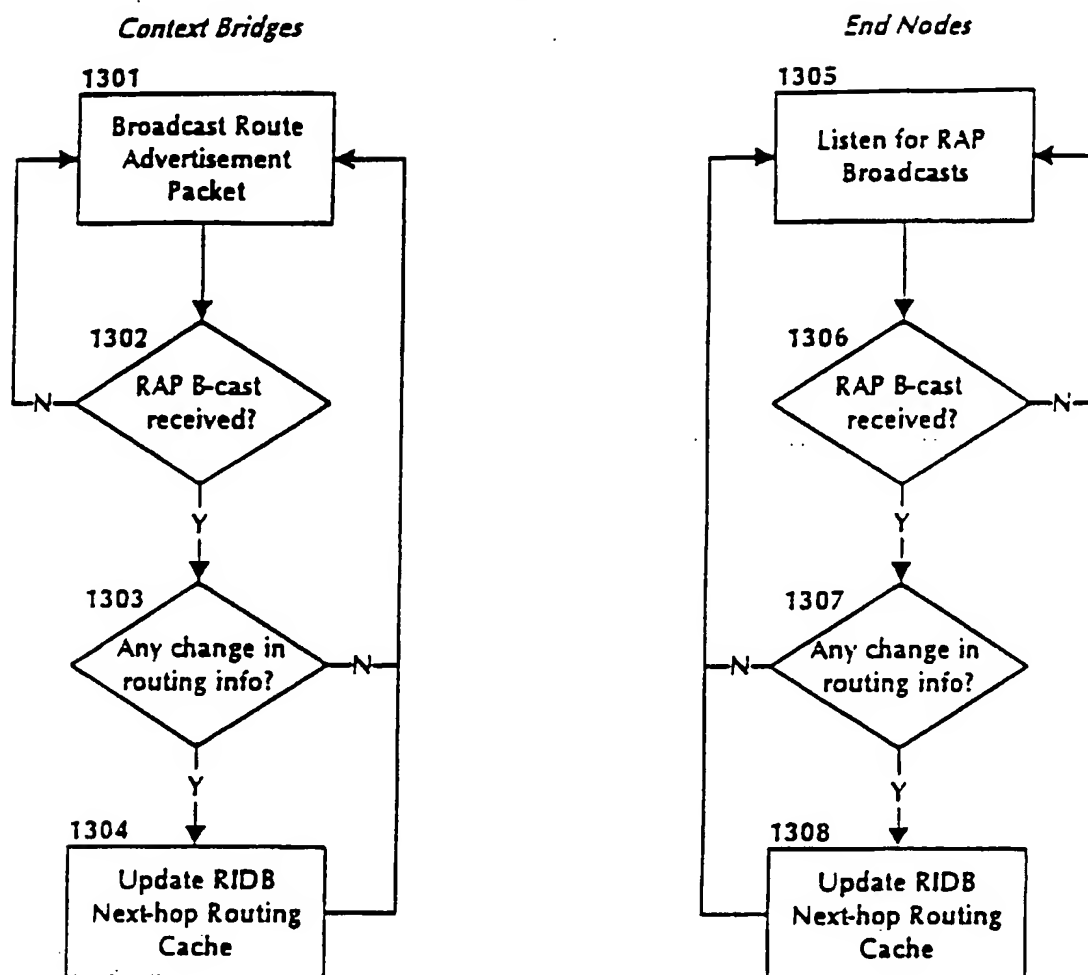 Context Bridges
1301
Broadcast Route
Advertisement
Packet
1302
RAP B-cast
received?
N
Y
1303
Any change in
routing info?
N
Y
1304
Update RIDB
Next-hop Routing
Cache
End Nodes
1305
Listen for RAP
Broadcasts
1306
RAP B-cast
received?
N
Y
1307
Any change in
routing info?
N
Y
1308
Update RIDB
Next-hop Routing
Cache